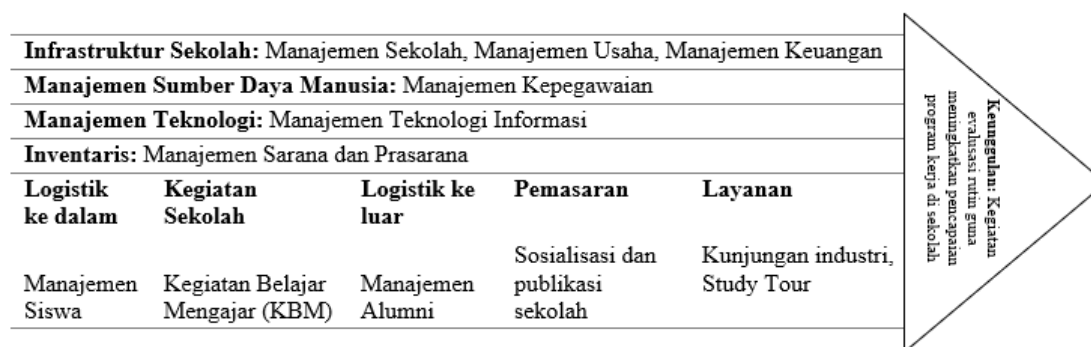 Infrastruktur Sekolah: Manajemen Sekolah, Manajemen Usaha, Manajemen Keuangan
Manajemen Sumber Daya Manusia: Manajemen Kepegawaian
Manajemen Teknologi: Manajemen Teknologi Informasi
Inventaris: Manajemen Sarana dan Prasarana
Logistik
ke dalam
Kegiatan
Sekolah
Logistik ke
luar
Pemasaran
Layanan
Manajemen
Siswa
Kegiatan Belajar
Mengajar (KBM)
Manajemen
Alumni
Sosialisasi dan
publikasi
sekolah
Kunjungan industri,
Study Tour
Keunggulan: Kegiatan
evalusasi rutin guna
meningkatkan pencapaian
program kerja di sekolah